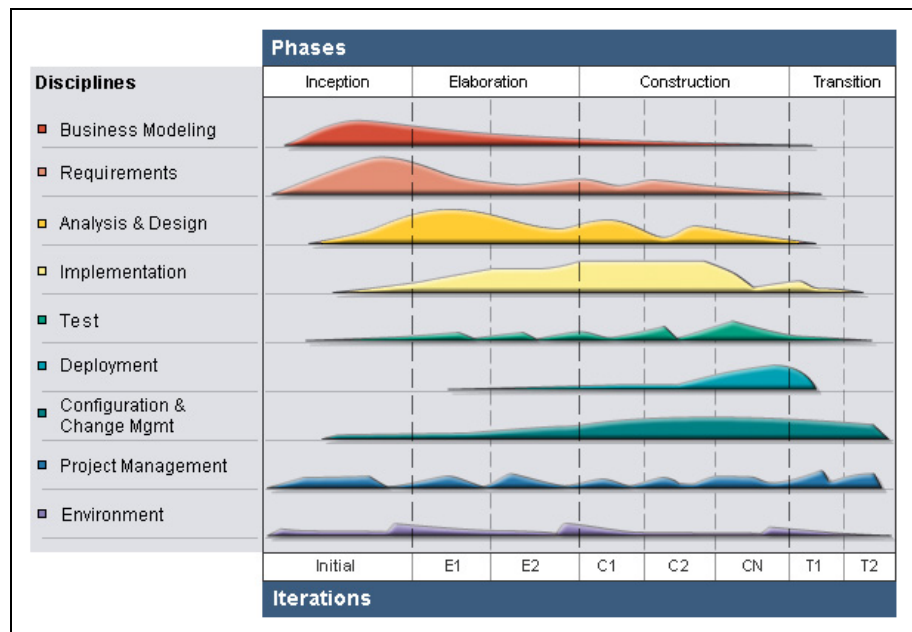 Phases
Disciplines
Inception
Elaboration
Construction
Transition
Business Modeling
Requirements
Analysis & Design
Implementation
Test
Deployment
Configuration &
Change Mgmt
Project Management
Environment
Initial
E1
E2
C1
C2
CN
T1
T2
Iterations